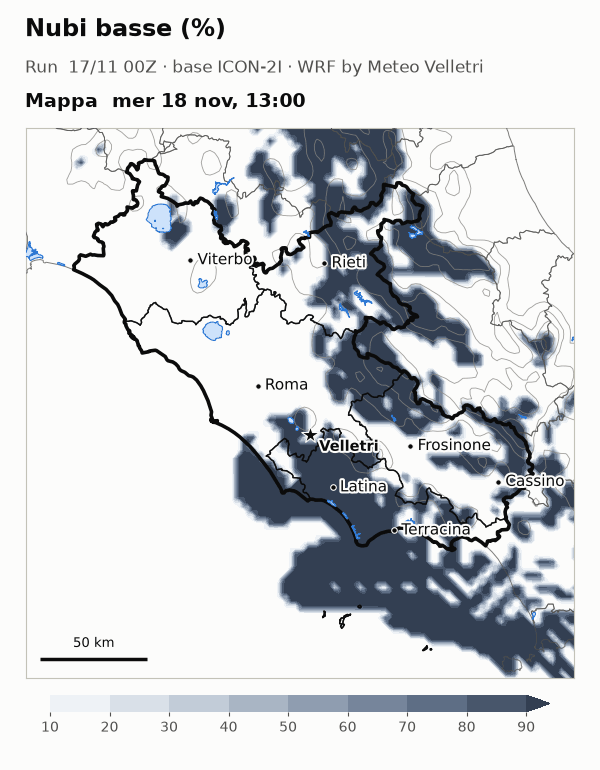 Nubi basse (%)
Run 17/11 00Z · base ICON-2I · WRF by Meteo Velletri
Mappa mer 18 nov, 13:00
Viterbo
Rieti
Roma
Velletri
Frosinone
Latina
Cassino
Terracina
50 km
10 20 30 40 50 60 70 80 90